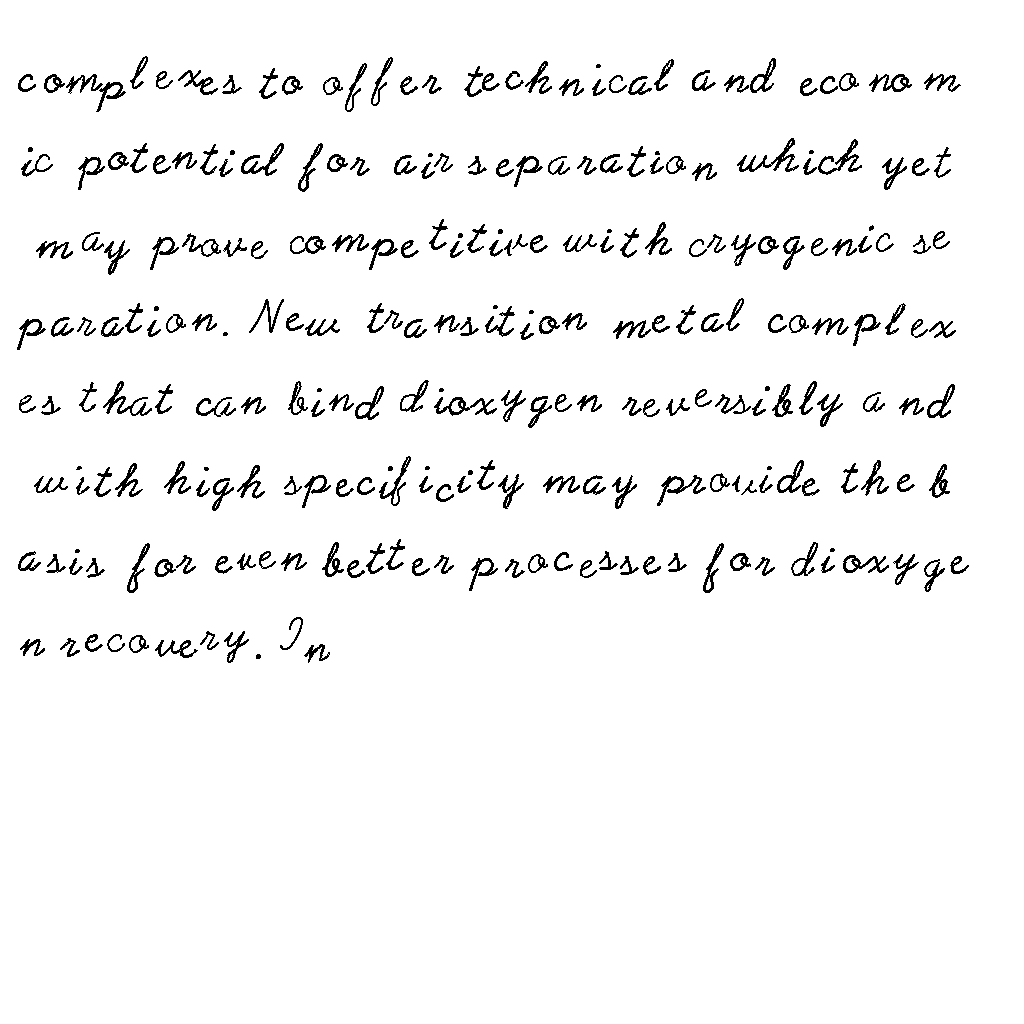 complexes to offer technical and econom
ic potential for air separation which yet
may prove competitive with cryogenic se
paration. New transition metal complex
es that can bind dioxygen reversibly and
with high specificity may provide the b
asis for even better processes for dioxyge
n recovery. In